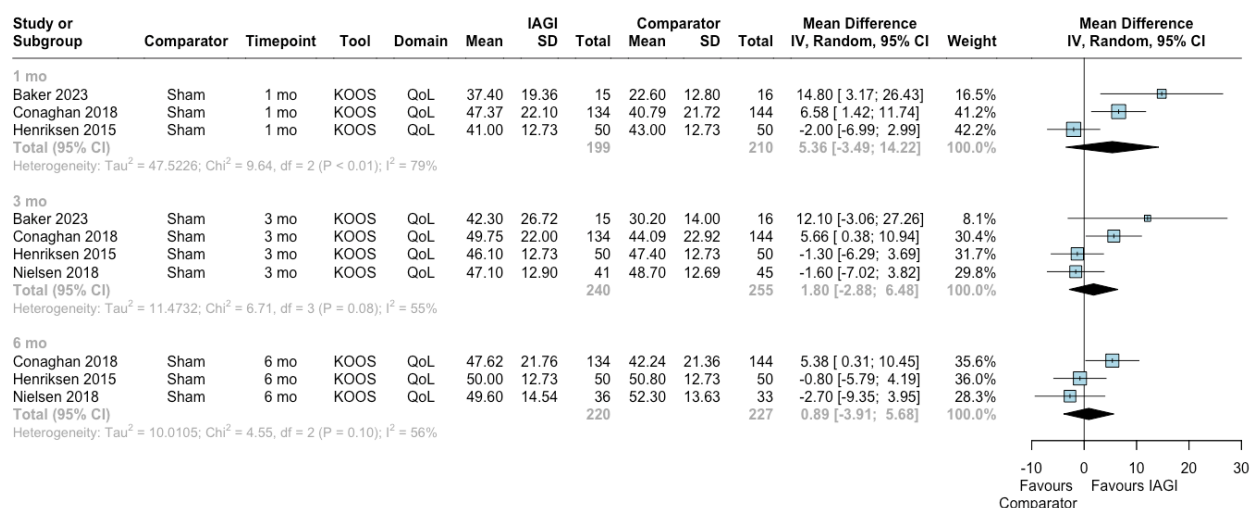 Study or IAGI Comparator Mean Difference Mean Difference
Subgroup Comparator Timepoint Tool Domain Mean SD Total Mean SD Total IV, Random, 95% CI Weight IV, Random, 95% CI
1 mo
Baker 2023 Sham 1 mo KOOS QoL 37.40 19.36 15 22.60 12.80 16 14.80 [ 3.17; 26.43] 16.5%
Conaghan 2018 Sham 1 mo KOOS QoL 47.37 22.10 134 40.79 21.72 144 6.58 [ 1.42; 11.74] 41.2%
Henriksen 2015 Sham 1 mo KOOS QoL 41.00 12.73 50 43.00 12.73 50 -2.00 [-6.99; 2.99] 42.2%
Total (95% CI) 199 210 5.36 [-3.49; 14.22] 100.0%
Heterogeneity: Tau² = 47.5226; Chi² = 9.64, df = 2 (P < 0.01); I² = 79%
3 mo
Baker 2023 Sham 3 mo KOOS QoL 42.30 26.72 15 30.20 14.00 16 12.10 [-3.06; 27.26] 8.1%
Conaghan 2018 Sham 3 mo KOOS QoL 49.75 22.00 134 44.09 22.92 144 5.66 [ 0.38; 10.94] 30.4%
Henriksen 2015 Sham 3 mo KOOS QoL 46.10 12.73 50 47.40 12.73 50 -1.30 [-6.29; 3.69] 31.7%
Nielsen 2018 Sham 3 mo KOOS QoL 47.10 12.90 41 48.70 12.69 45 -1.60 [-7.02; 3.82] 29.8%
Total (95% CI) 240 255 1.80 [-2.88; 6.48] 100.0%
Heterogeneity: Tau² = 11.4732; Chi² = 6.71, df = 3 (P = 0.08); I² = 55%
6 mo
Conaghan 2018 Sham 6 mo KOOS QoL 47.62 21.76 134 42.24 21.36 144 5.38 [ 0.31; 10.45] 35.6%
Henriksen 2015 Sham 6 mo KOOS QoL 50.00 12.73 50 50.80 12.73 50 -0.80 [-5.79; 4.19] 36.0%
Nielsen 2018 Sham 6 mo KOOS QoL 49.60 14.54 36 52.30 13.63 33 -2.70 [-9.35; 3.95] 28.3%
Total (95% CI) 220 227 0.89 [-3.91; 5.68] 100.0%
Heterogeneity: Tau² = 10.0105; Chi² = 4.55, df = 2 (P = 0.10); I² = 56%
-10 0 10 20 30
Favours Favours IAGI
Comparator